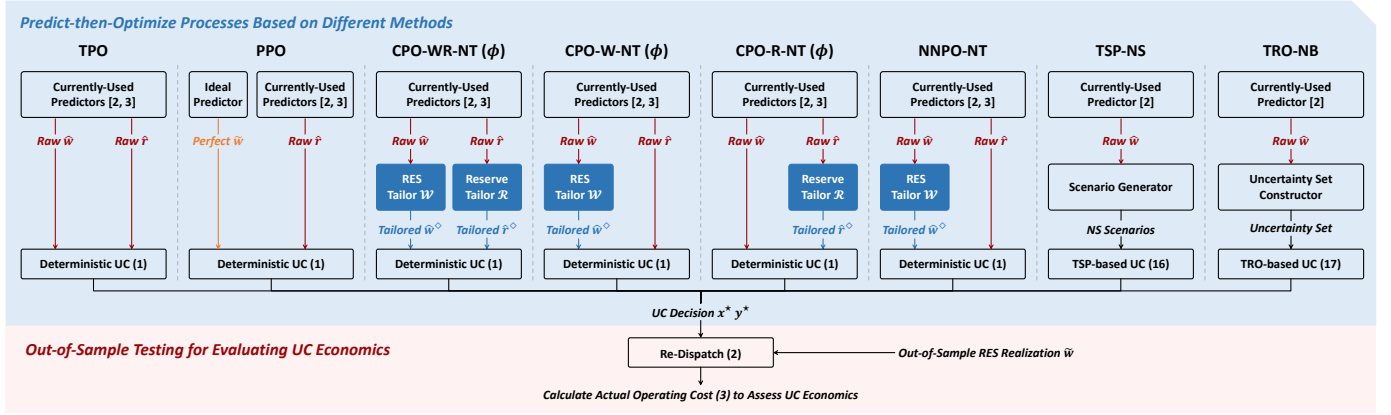 Predict-then-Optimize Processes Based on Different Methods
TPO
PPO
CPO-WR-NT (ϕ)
CPO-W-NT (ϕ)
CPO-R-NT (ϕ)
NNPO-NT
TSP-NS
TRO-NB
Currently-Used
Predictors [2, 3]
Ideal
Predictor
Currently-Used
Predictors [2, 3]
Currently-Used
Predictors [2, 3]
Currently-Used
Predictors [2, 3]
Currently-Used
Predictors [2, 3]
Currently-Used
Predictors [2, 3]
Currently-Used
Predictor [2]
Currently-Used
Predictor [2]
Raw ŵ
Raw r̂
Perfect w̃
Raw r̂
Raw ŵ
Raw r̂
Raw ŵ
Raw r̂
Raw ŵ
Raw r̂
Raw ŵ
Raw r̂
Raw ŵ
Raw ŵ
RES
Tailor 𝒲
Reserve
Tailor ℛ
RES
Tailor 𝒲
Reserve
Tailor ℛ
RES
Tailor 𝒲
Scenario Generator
Uncertainty Set
Constructor
Tailored ŵ◇
Tailored r̂◇
Tailored ŵ◇
Tailored r̂◇
Tailored ŵ◇
NS Scenarios
Uncertainty Set
Deterministic UC (1)
Deterministic UC (1)
Deterministic UC (1)
Deterministic UC (1)
Deterministic UC (1)
Deterministic UC (1)
TSP-based UC (16)
TRO-based UC (17)
UC Decision x⋆ y⋆
Out-of-Sample Testing for Evaluating UC Economics
Re-Dispatch (2)
Out-of-Sample RES Realization w̃
Calculate Actual Operating Cost (3) to Assess UC Economics